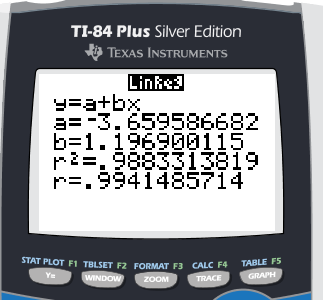 TI-84 Plus Silver Edition
TEXAS INSTRUMENTS
LinReg
y=a+bx
a=-3.659586682
b=1.196900115
r²=.9883313819
r=.9941485714
STAT PLOT F1 TBLSET F2 FORMAT F3 CALC F4 TABLE F5
Y= WINDOW ZOOM TRACE GRAPH